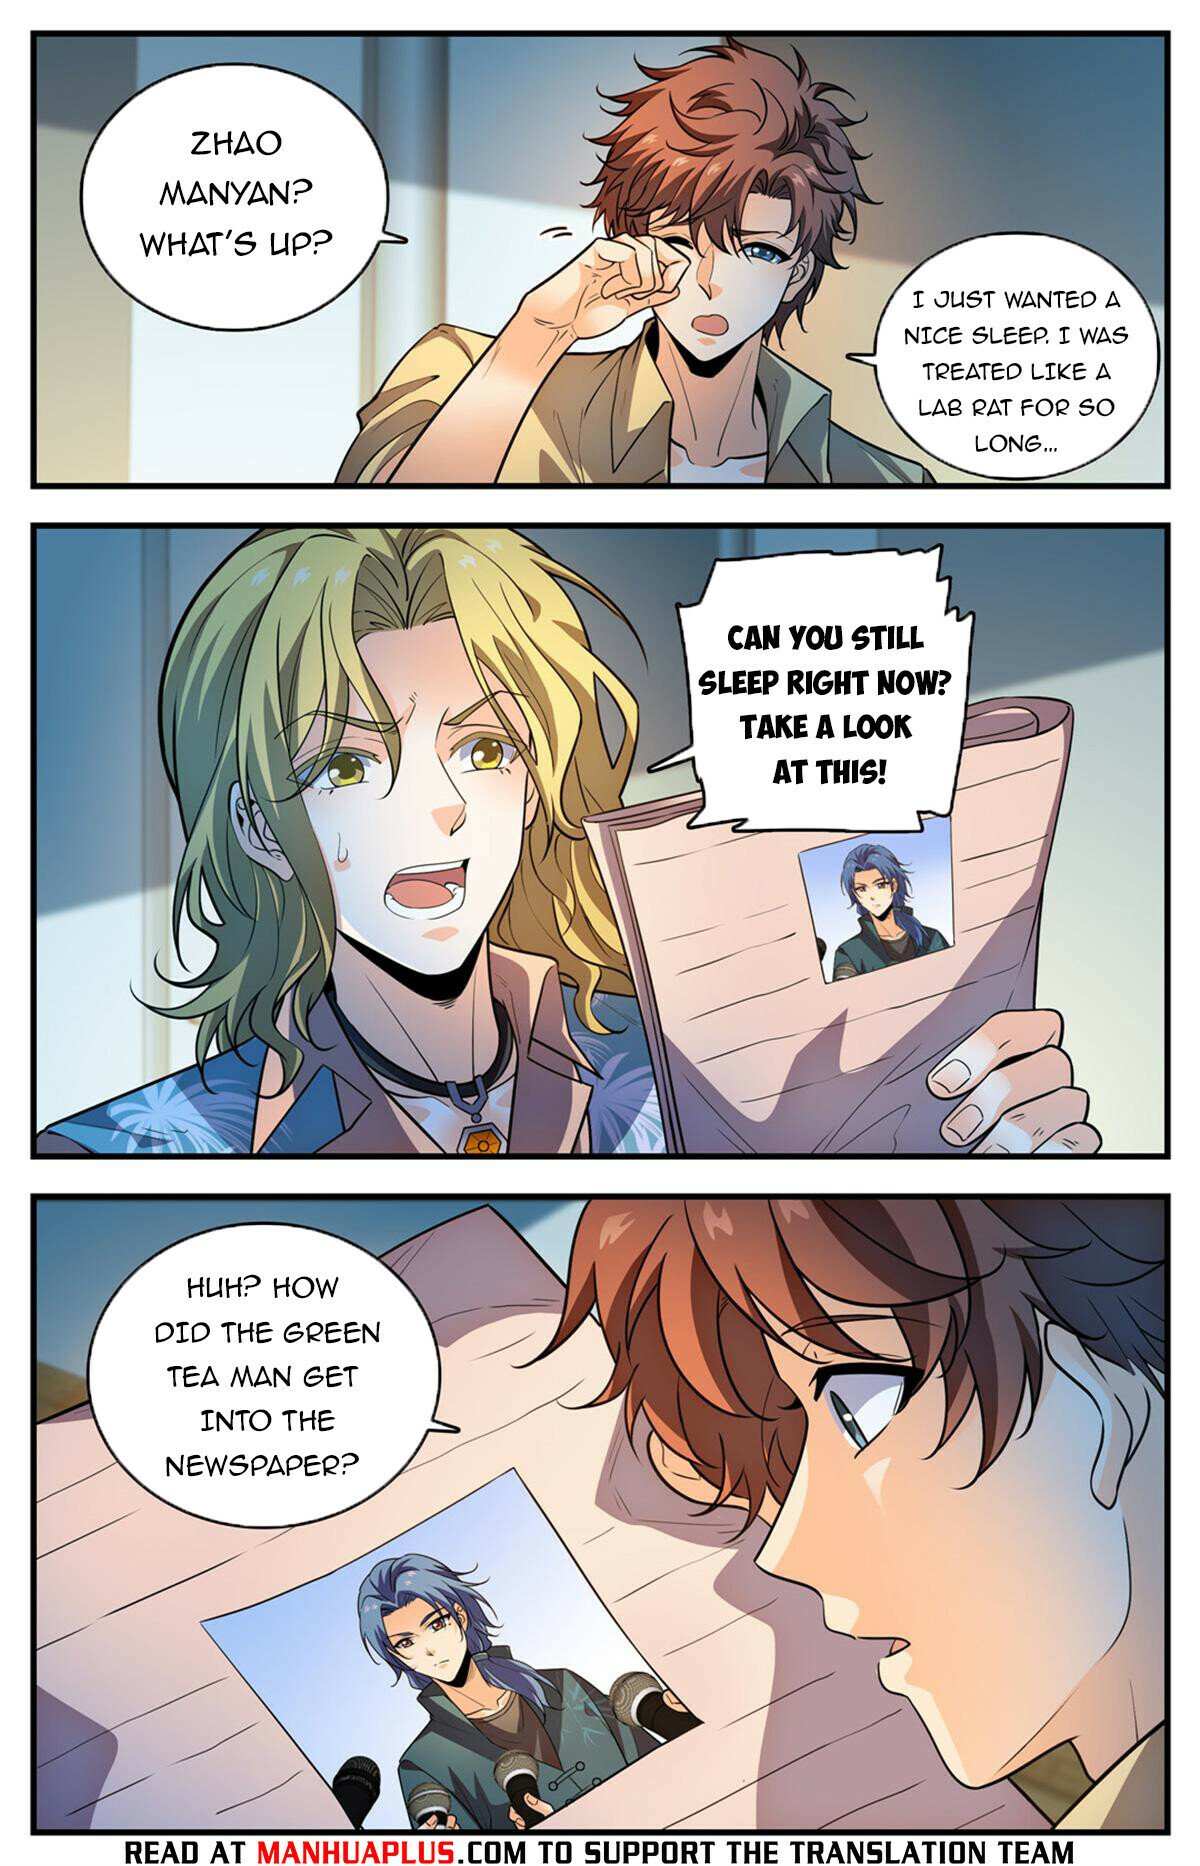 ZHAO
MANYAN?
WHAT'S UP?
I JUST WANTED A
NICE SLEEP. I WAS
TREATED LIKE A
LAB RAT FOR SO
LONG...
CAN YOU STILL
SLEEP RIGHT NOW?
TAKE A LOOK
AT THIS!
HUH? HOW
DID THE GREEN
TEA MAN GET
INTO THE
NEWSPAPER?
READ AT MANHUAPLUS.COM TO SUPPORT THE TRANSLATION TEAM